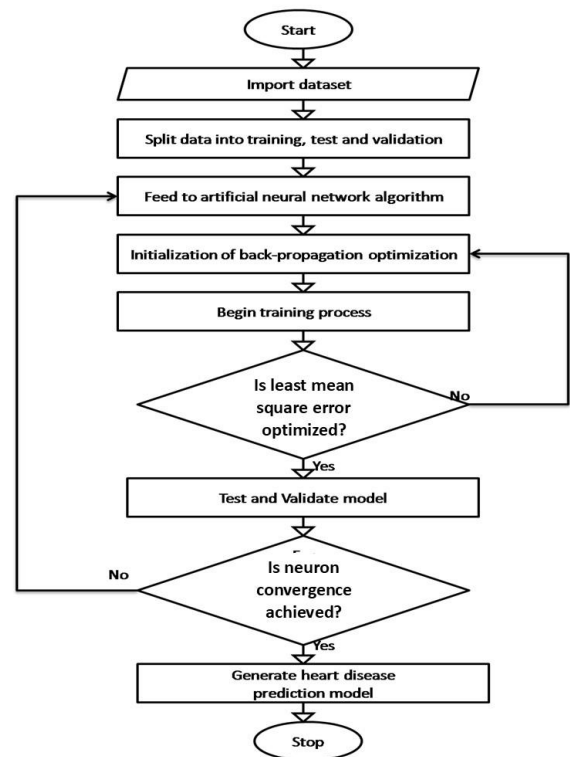 Start
Import dataset
Split data into training, test and validation
Feed to artificial neural network algorithm
Initialization of back-propagation optimization
Begin training process
Is least mean
square error
optimized?
No
Yes
Test and Validate model
Is neuron
convergence
achieved?
No
Yes
Generate heart disease
prediction model
Stop